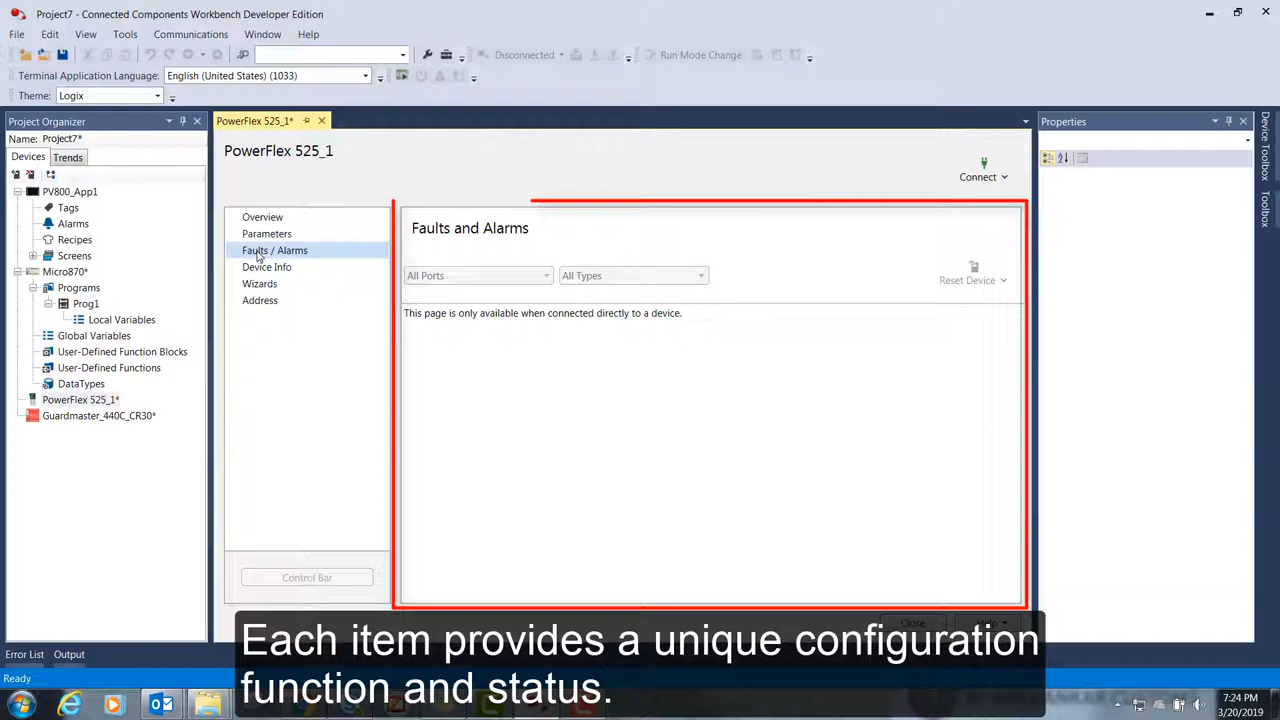 Project7 - Connected Components Workbench Developer Edition
File Edit View Tools Communications Window Help
Disconnected Run Mode Change
Terminal Application Language: English (United States) (1033)
Theme: Logix
Project Organizer
Name: Project7*
Devices Trends
PV800_App1
Tags
Alarms
Recipes
Screens
Micro870*
Programs
Prog1
Local Variables
Global Variables
User-Defined Function Blocks
User-Defined Functions
DataTypes
PowerFlex 525_1*
Guardmaster_440C_CR30*
PowerFlex 525_1*
PowerFlex 525_1
Connect
Overview
Parameters
Faults / Alarms
Device Info
Wizards
Address
Control Bar
Faults and Alarms
All Ports All Types
Reset Device
This page is only available when connected directly to a device.
Close Help
Properties
Device Toolbox
Toolbox
Each item provides a unique configuration
function and status.
Error List Output
Ready
7:24 PM
3/20/2019